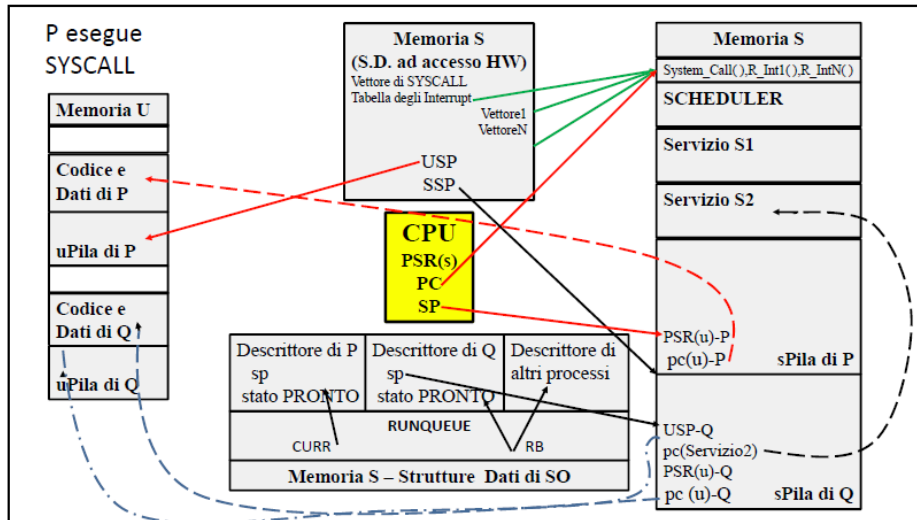 P esegue
SYSCALL
Memoria U
Codice e
Dati di P
uPila di P
Codice e
Dati di Q
uPila di Q
Memoria S
(S.D. ad accesso HW)
Vettore di SYSCALL
Tabella degli Interrupt
Vettore1
VettoreN
USP
SSP
CPU
PSR(s)
PC
SP
Descrittore di P
sp
stato PRONTO
Descrittore di Q
sp
stato PRONTO
Descrittore di
altri processi
RUNQUEUE
CURR
RB
Memoria S – Strutture Dati di SO
Memoria S
System_Call(),R_Int1(),R_IntN()
SCHEDULER
Servizio S1
Servizio S2
PSR(u)-P
pc(u)-P
sPila di P
USP-Q
pc(Servizio2)
PSR(u)-Q
pc (u)-Q
sPila di Q